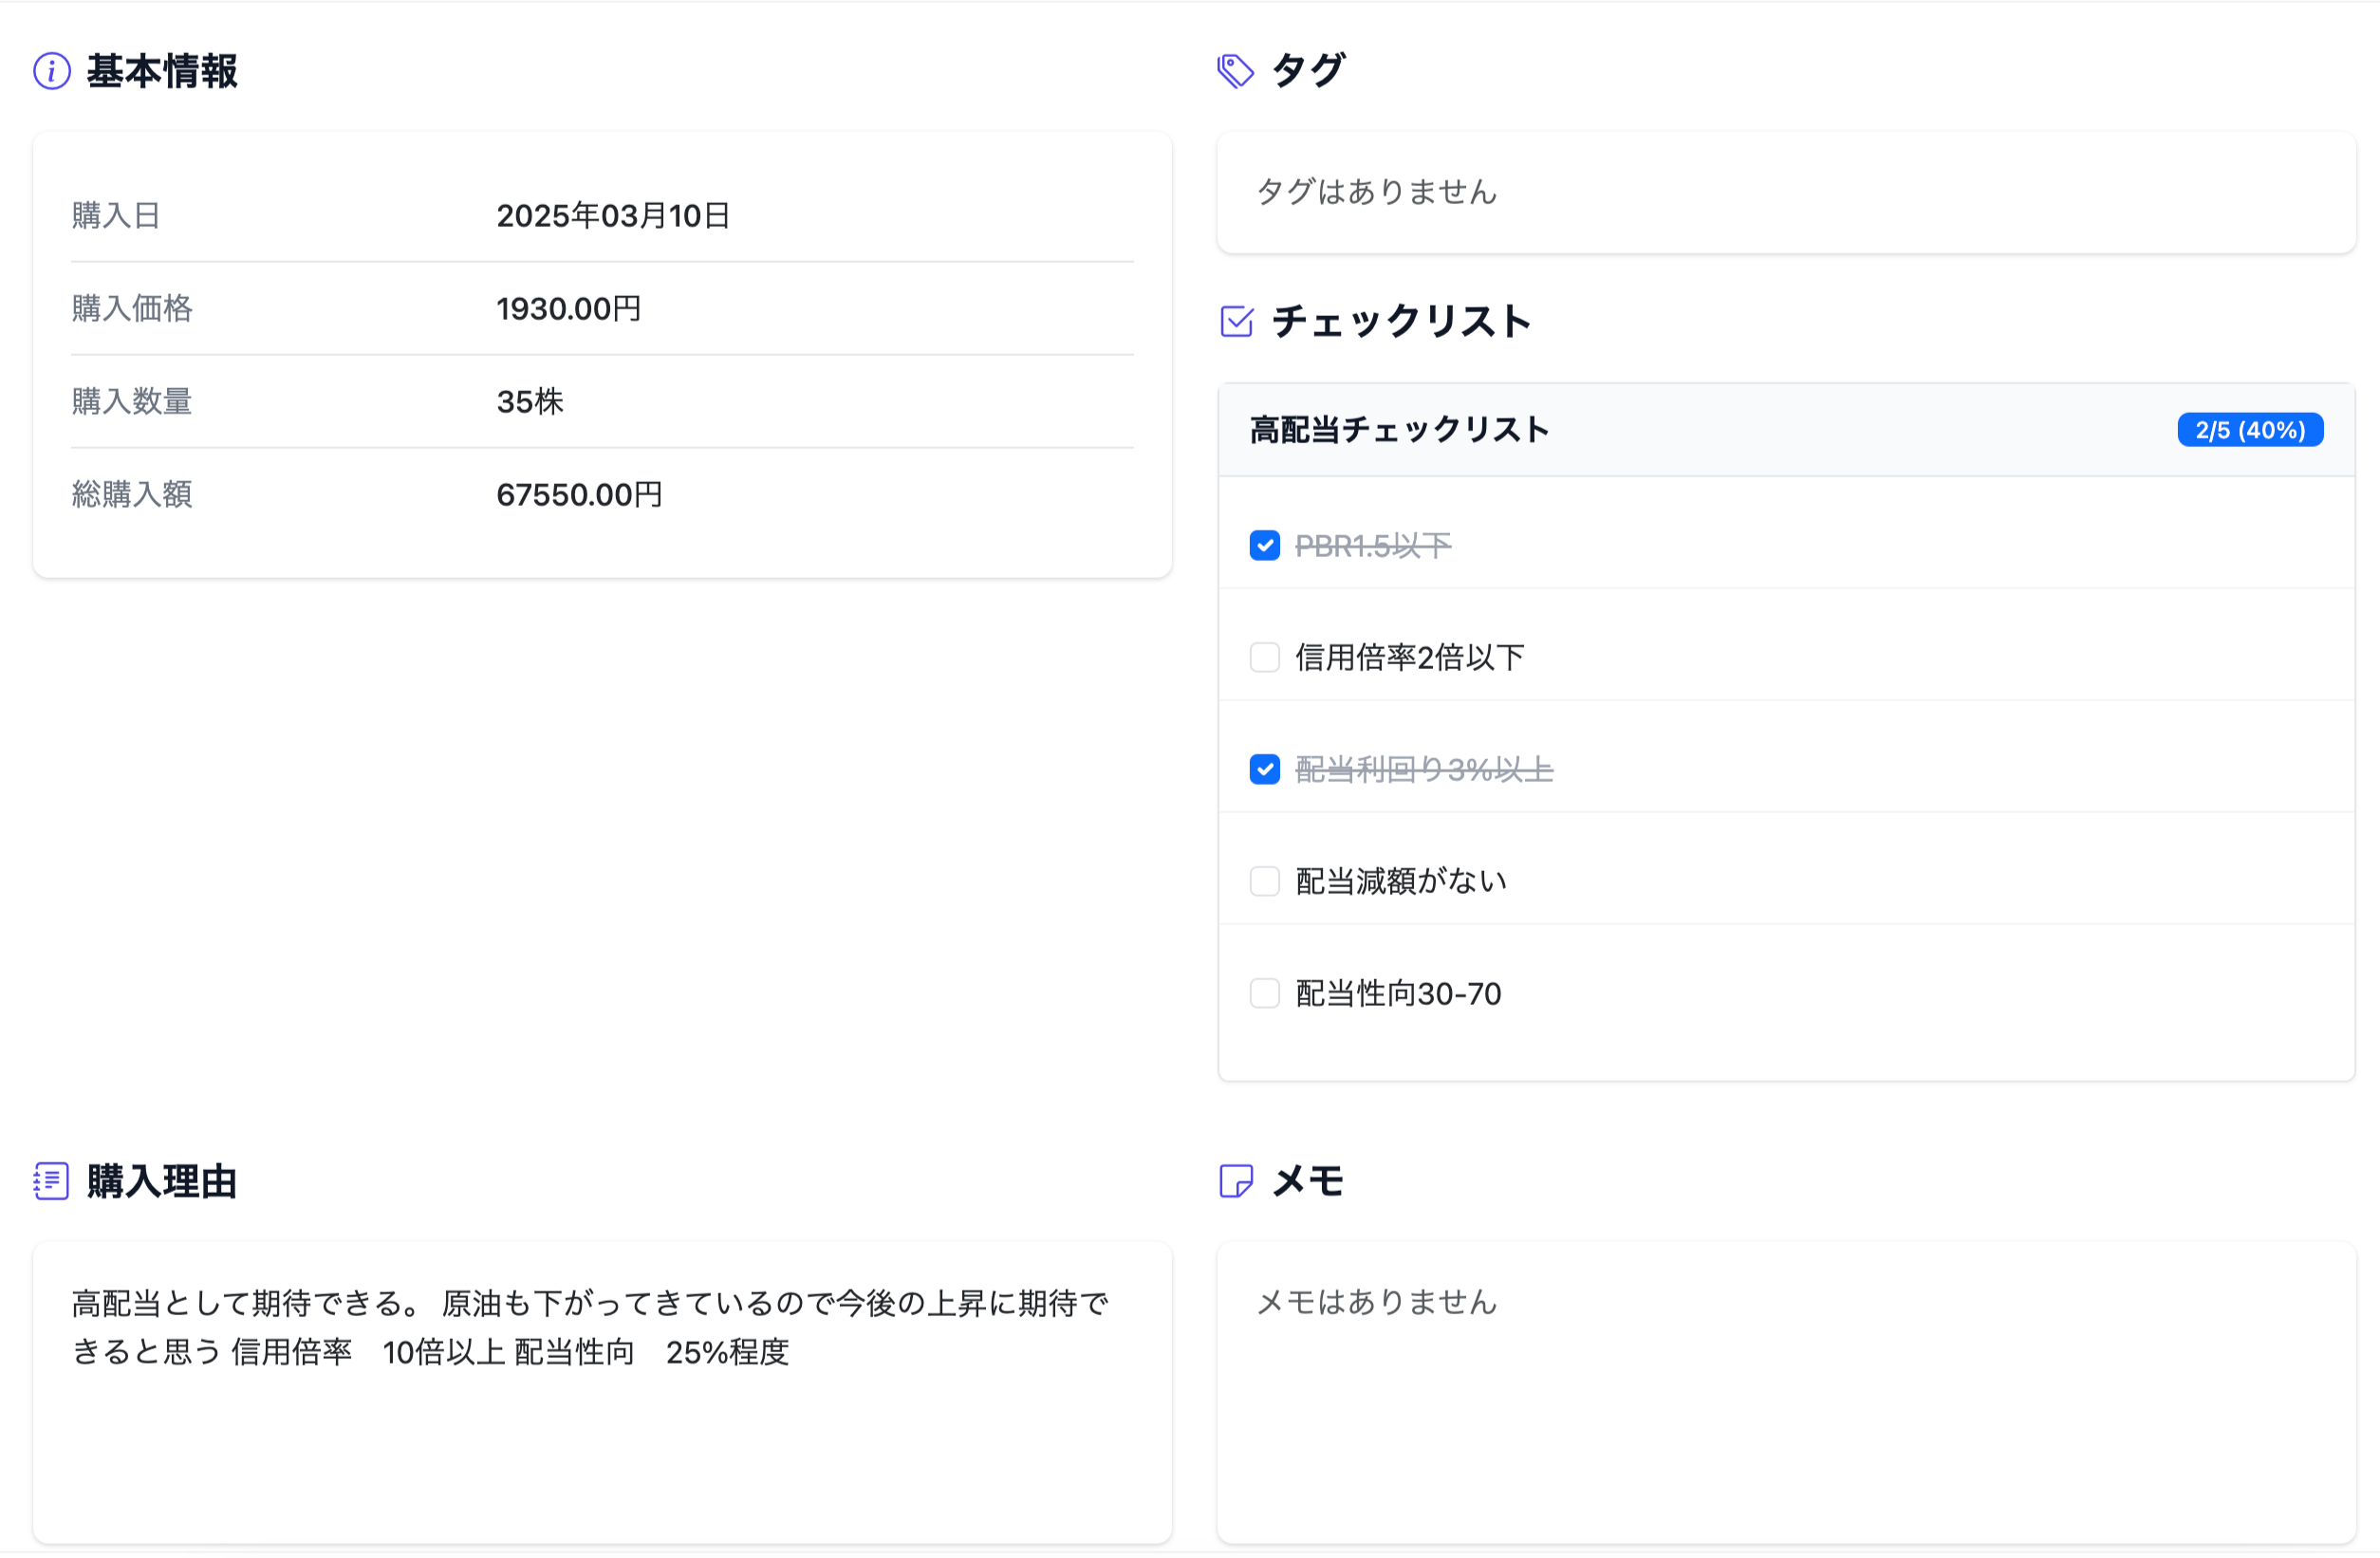 基本情報
購入日 2025年03月10日
購入価格 1930.00円
購入数量 35株
総購入額 67550.00円
タグ
タグはありません
チェックリスト
高配当チェックリスト 2/5 (40%)
PBR1.5以下
信用倍率2倍以下
配当利回り3%以上
配当減額がない
配当性向30-70
購入理由
高配当として期待できる。 原油も下がってきているので今後の上昇に期待で
きると思う 信用倍率　10倍以上 配当性向　25%程度
メモ
メモはありません